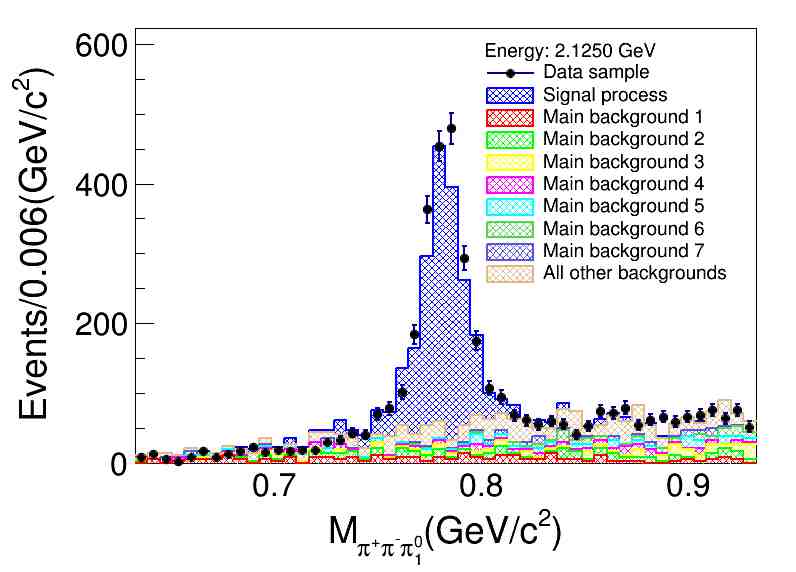 Energy: 2.1250 GeV
Data sample
Signal process
Main background 1
Main background 2
Main background 3
Main background 4
Main background 5
Main background 6
Main background 7
All other backgrounds
Events/0.006(GeV/c²)
600
400
200
0
0.7 0.8 0.9
M_{π⁺π⁻π⁰₁}(GeV/c²)